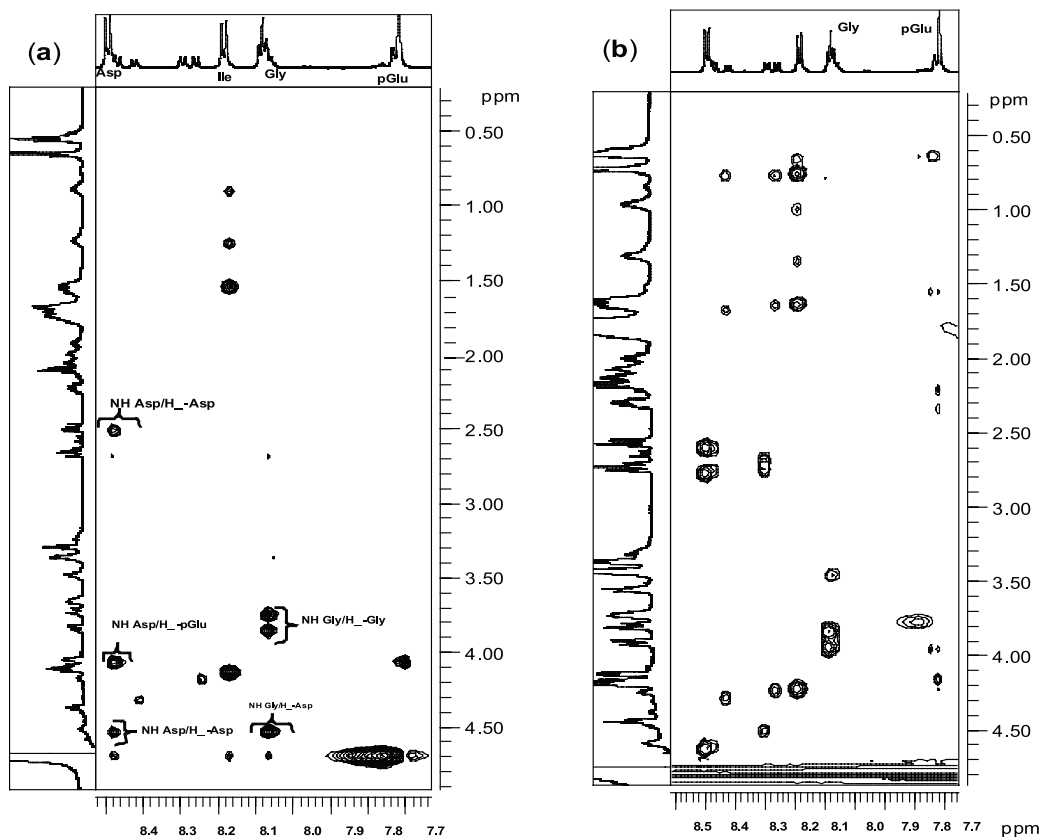 (a)
Asp
Ile
Gly
pGlu
ppm
0.50
1.00
1.50
2.00
2.50
3.00
3.50
4.00
4.50
NH Asp/H_-Asp
NH Asp/H_-pGlu
NH Gly/H_-Gly
NH Gly/H_-Asp
NH Asp/H_-Asp
8.4
8.3
8.2
8.1
8.0
7.9
7.8
7.7
(b)
Gly
pGlu
ppm
0.50
1.00
1.50
2.00
2.50
3.00
3.50
4.00
4.50
8.5
8.4
8.3
8.2
8.1
8.0
7.9
7.8
7.7
ppm